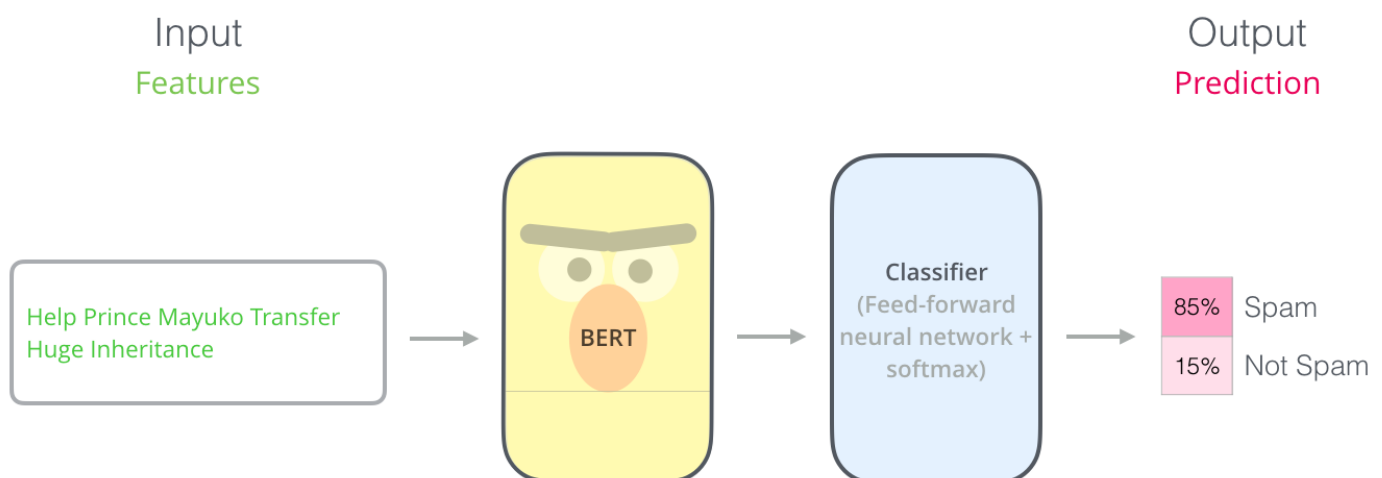 Input
Features
Output
Prediction
Help Prince Mayuko Transfer
Huge Inheritance
BERT
Classifier
(Feed-forward
neural network +
softmax)
85% Spam
15% Not Spam